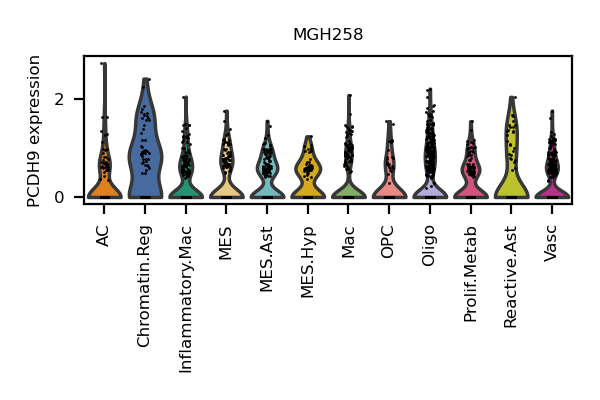 MGH258
PCDH9 expression
2
0
AC
Chromatin.Reg
Inflammatory.Mac
MES
MES.Ast
MES.Hyp
Mac
OPC
Oligo
Prolif.Metab
Reactive.Ast
Vasc